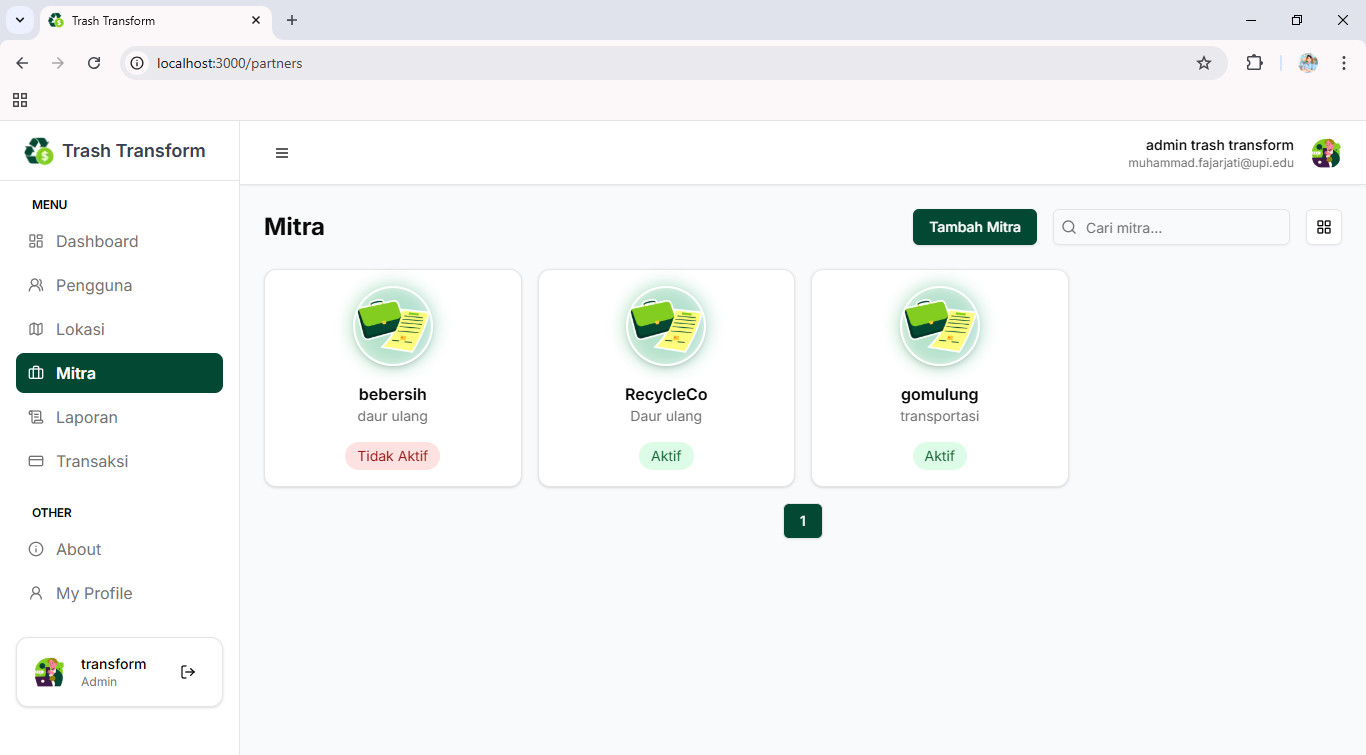 Trash Transform
localhost:3000/partners
Trash Transform
admin trash transform
muhammad.fajarjati@upi.edu
MENU
Dashboard
Pengguna
Lokasi
Mitra
Laporan
Transaksi
OTHER
About
My Profile
transform
Admin
Mitra
Tambah Mitra
Cari mitra...
bebersih
daur ulang
Tidak Aktif
RecycleCo
Daur ulang
Aktif
gomulung
transportasi
Aktif
1